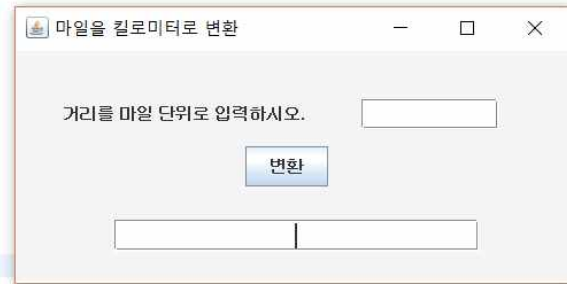 마일을 킬로미터로 변환
거리를 마일 단위로 입력하시오.
변환